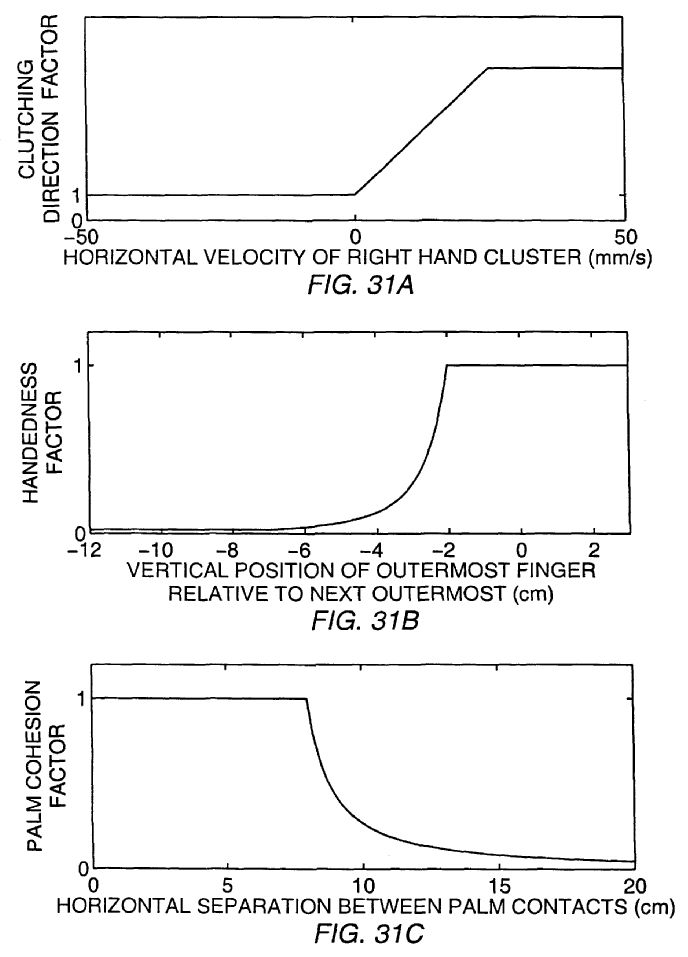 CLUTCHING
DIRECTION FACTOR
1
0
−50
0
50
HORIZONTAL VELOCITY OF RIGHT HAND CLUSTER (mm/s)
FIG. 31A
HANDEDNESS
FACTOR
1
0
−12 −10 −8 −6 −4 −2 0 2
VERTICAL POSITION OF OUTERMOST FINGER
RELATIVE TO NEXT OUTERMOST (cm)
FIG. 31B
PALM COHESION
FACTOR
1
0
0 5 10 15 20
HORIZONTAL SEPARATION BETWEEN PALM CONTACTS (cm)
FIG. 31C